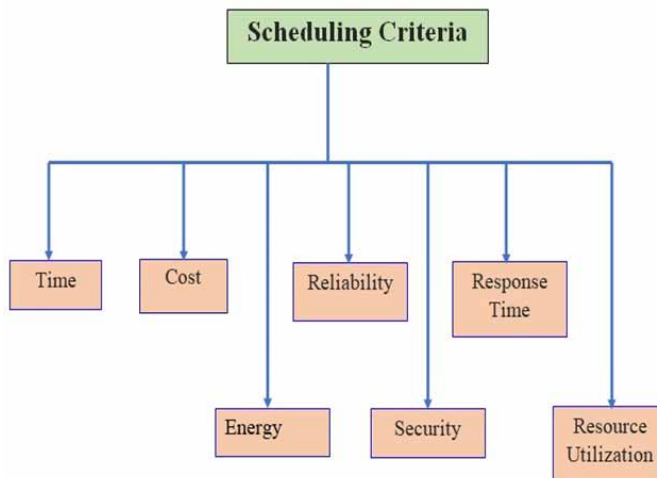 Scheduling Criteria
Time
Cost
Reliability
Response
Time
Energy
Security
Resource
Utilization